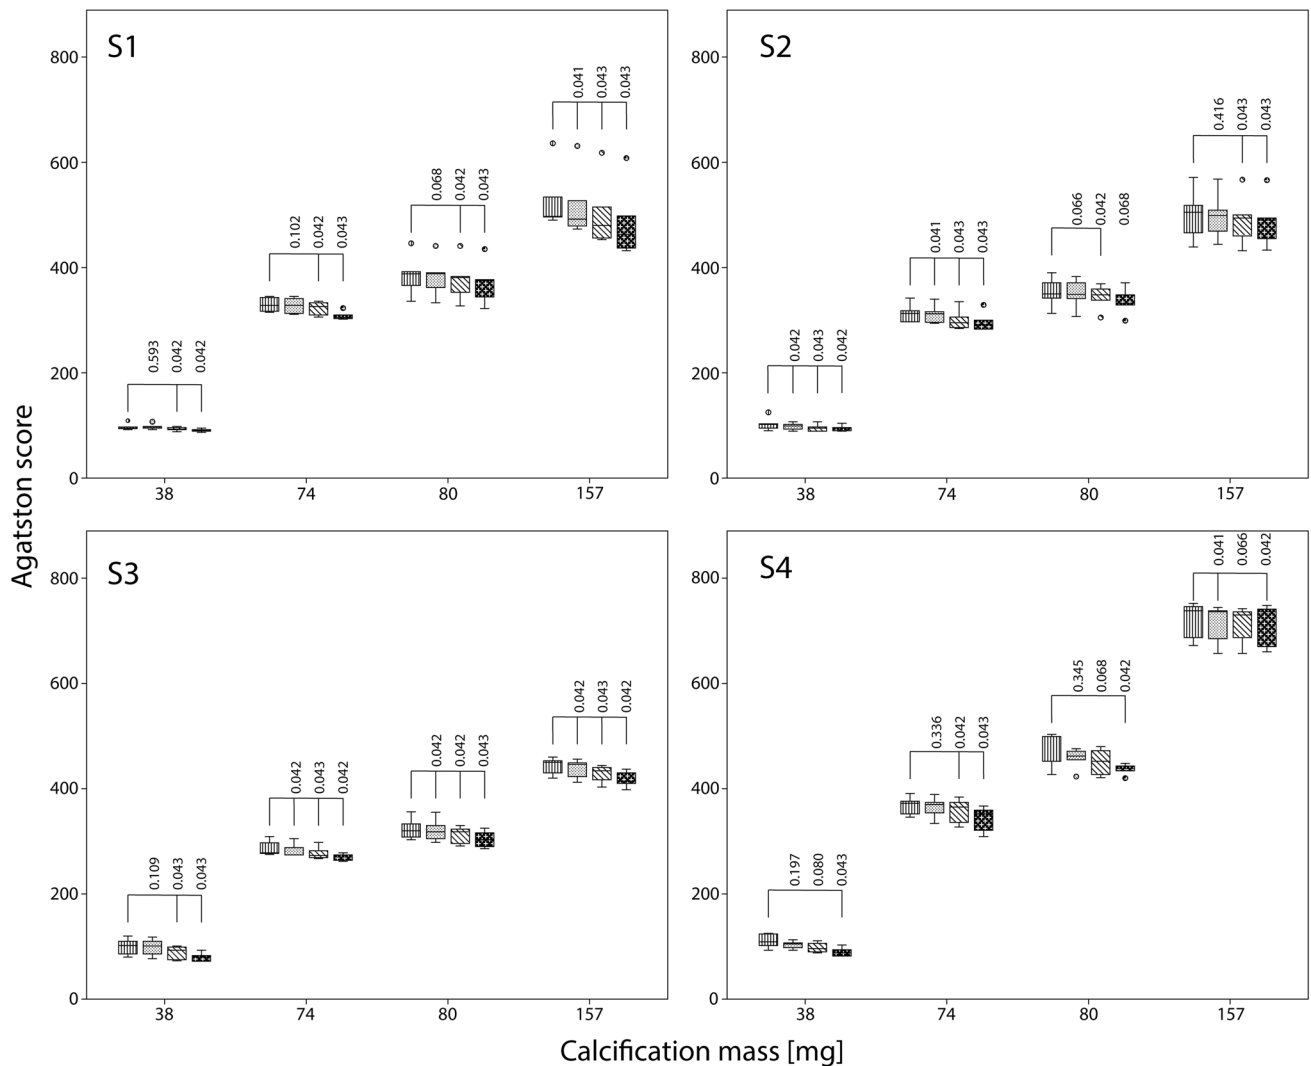 S1
800
600
400
200
0
0.593 0.042 0.042
0.102 0.042 0.043
0.068 0.042 0.043
0.041 0.043 0.043
38 74 80 157
S2
800
600
400
200
0
0.042 0.043 0.042
0.041 0.043 0.043
0.066 0.042 0.068
0.416 0.043 0.043
38 74 80 157
Agatston score
S3
800
600
400
200
0
0.109 0.043 0.043
0.042 0.043 0.042
0.042 0.042 0.043
0.042 0.043 0.042
38 74 80 157
S4
800
600
400
200
0
0.197 0.080 0.043
0.336 0.042 0.043
0.345 0.068 0.042
0.041 0.066 0.042
38 74 80 157
Calcification mass [mg]